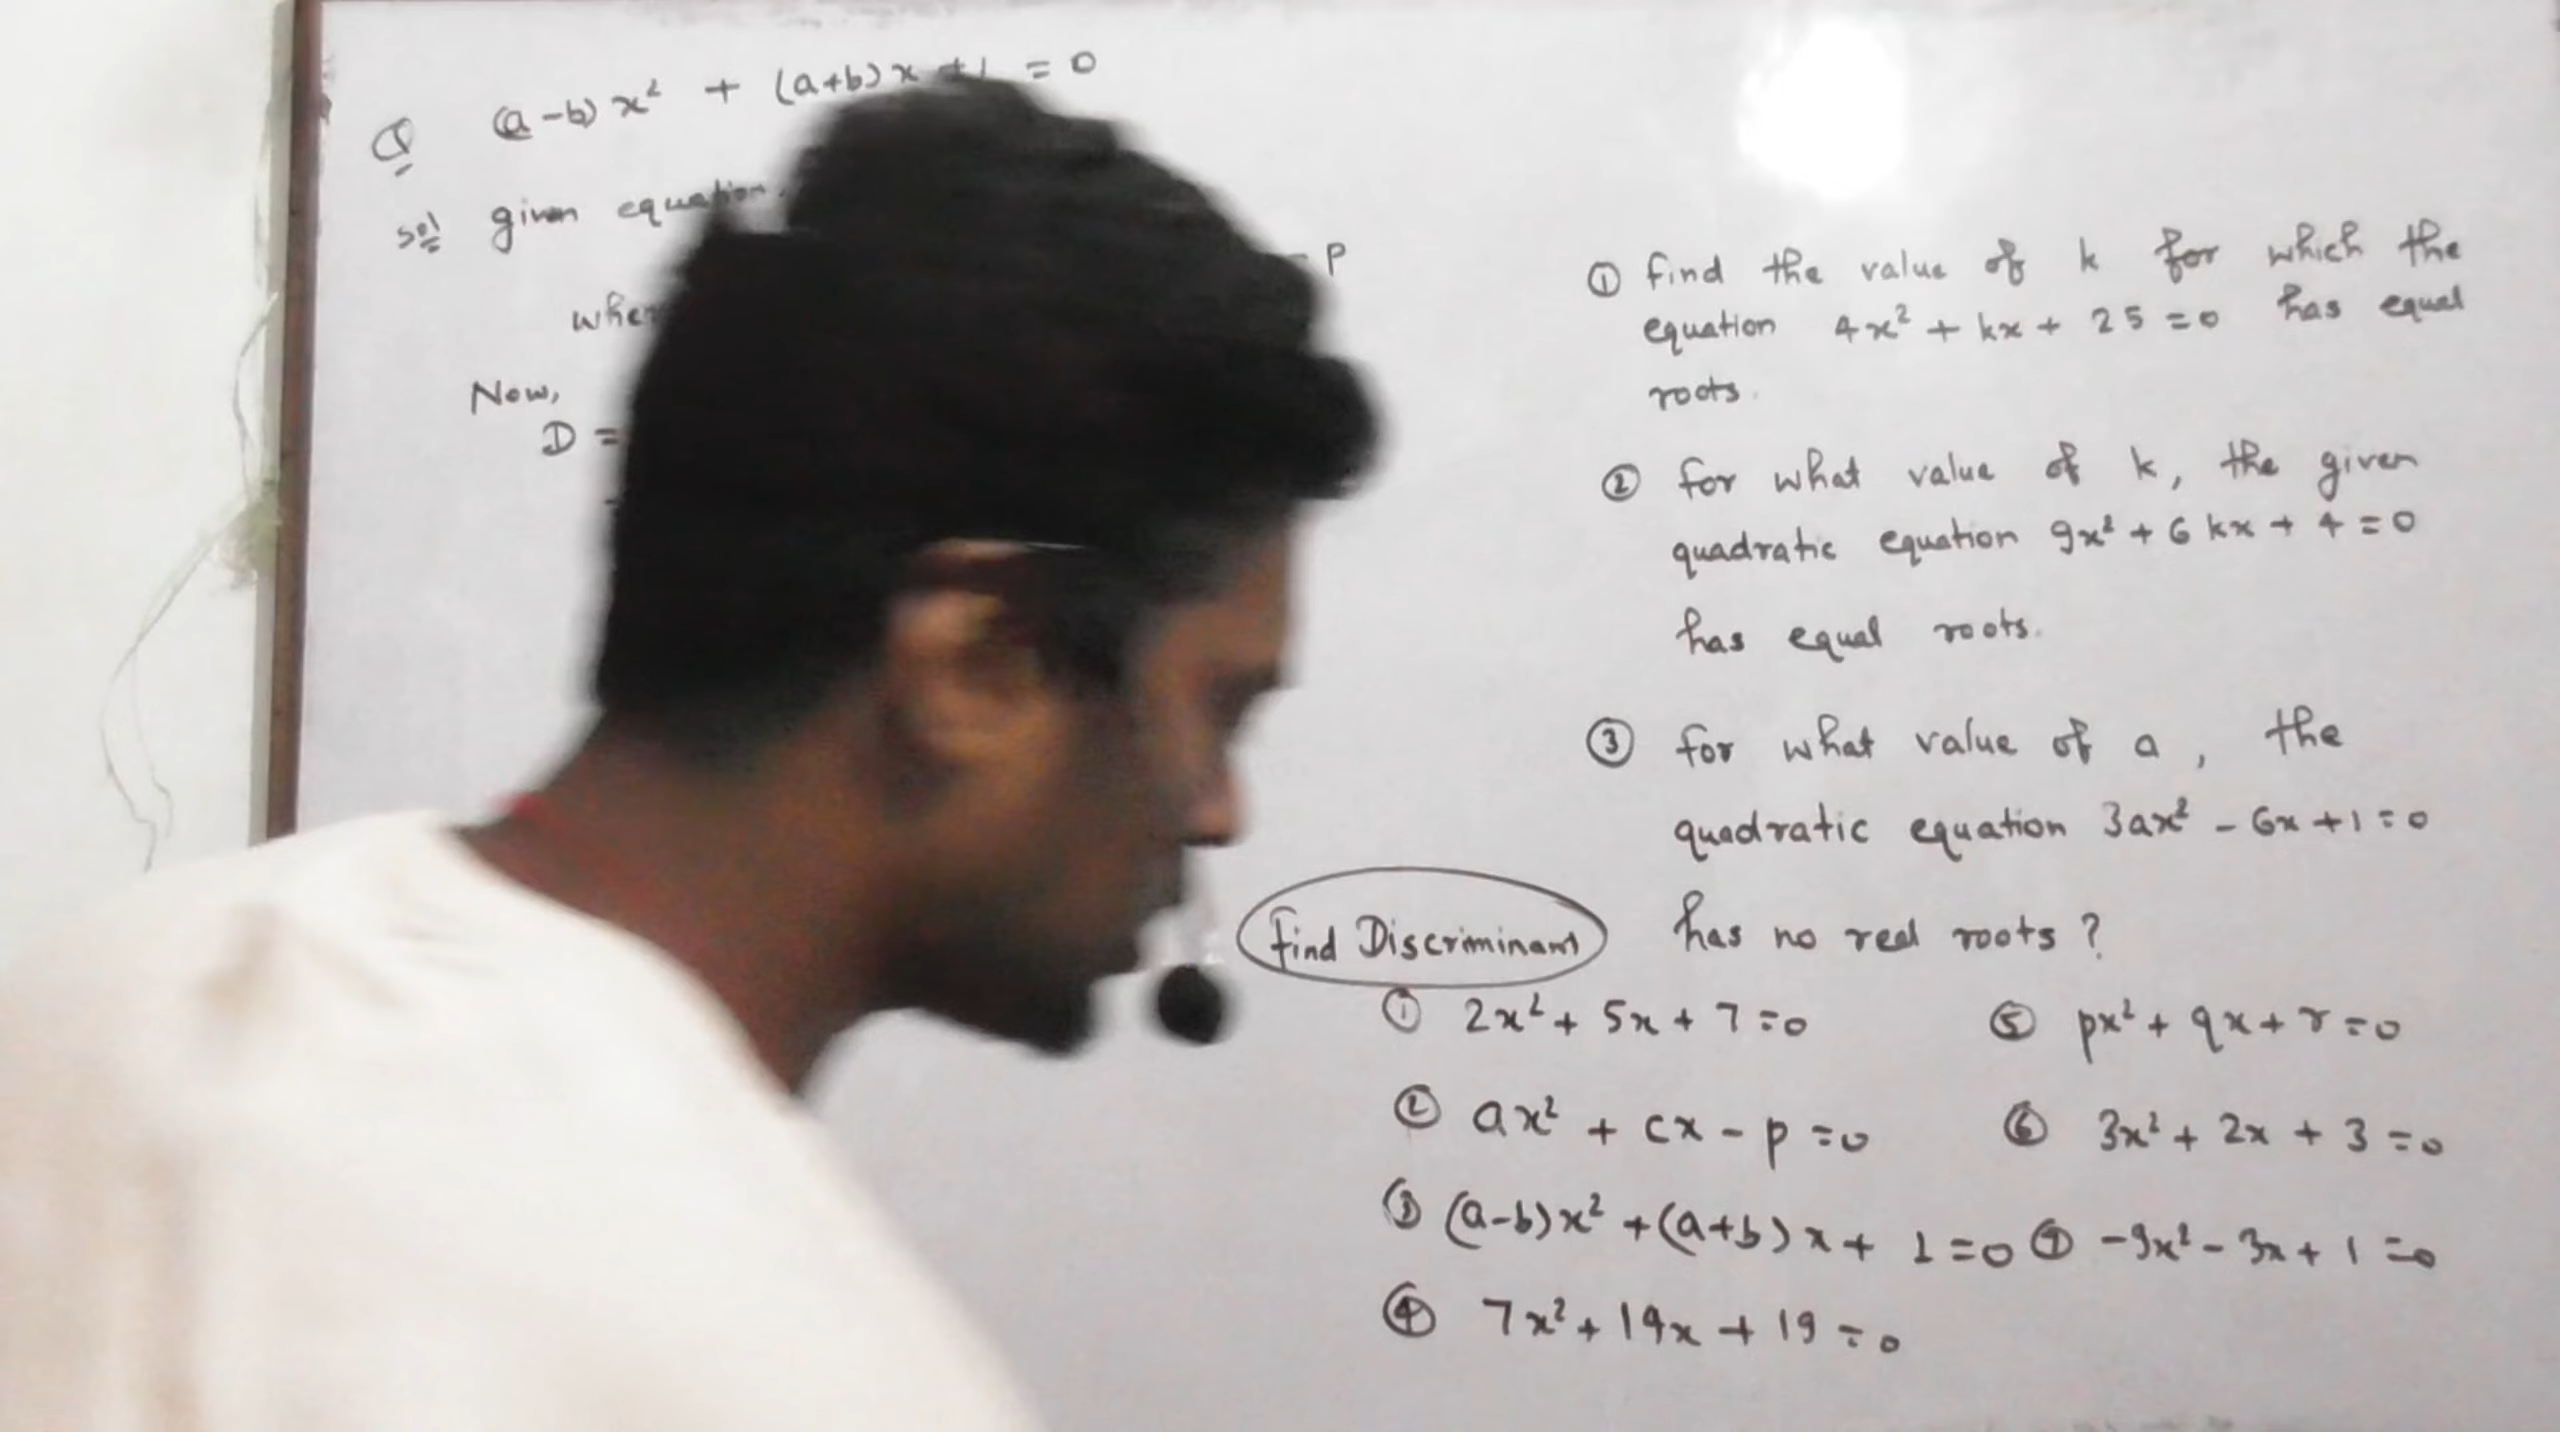 Q (a-b)x² + (a+b)x +1 = 0
sol given equation.
P
Now,
D =
① find the value of k for which the
equation 4x² + kx + 25 = 0 has equal
roots.
② for what value of k, the given
quadratic equation 9x² + 6kx + 4 = 0
has equal roots.
③ for what value of a, the
quadratic equation 3ax² - 6x + 1 = 0
has no real roots?
find Discriminant
① 2x² + 5x + 7 = 0
② ax² + cx - p = 0
③ (a-b)x² + (a+b)x + 1 = 0
④ 7x² + 19x + 19 = 0
⑤ px² + qx + r = 0
⑥ 3x² + 2x + 3 = 0
⑦ -9x² - 3x + 1 = 0